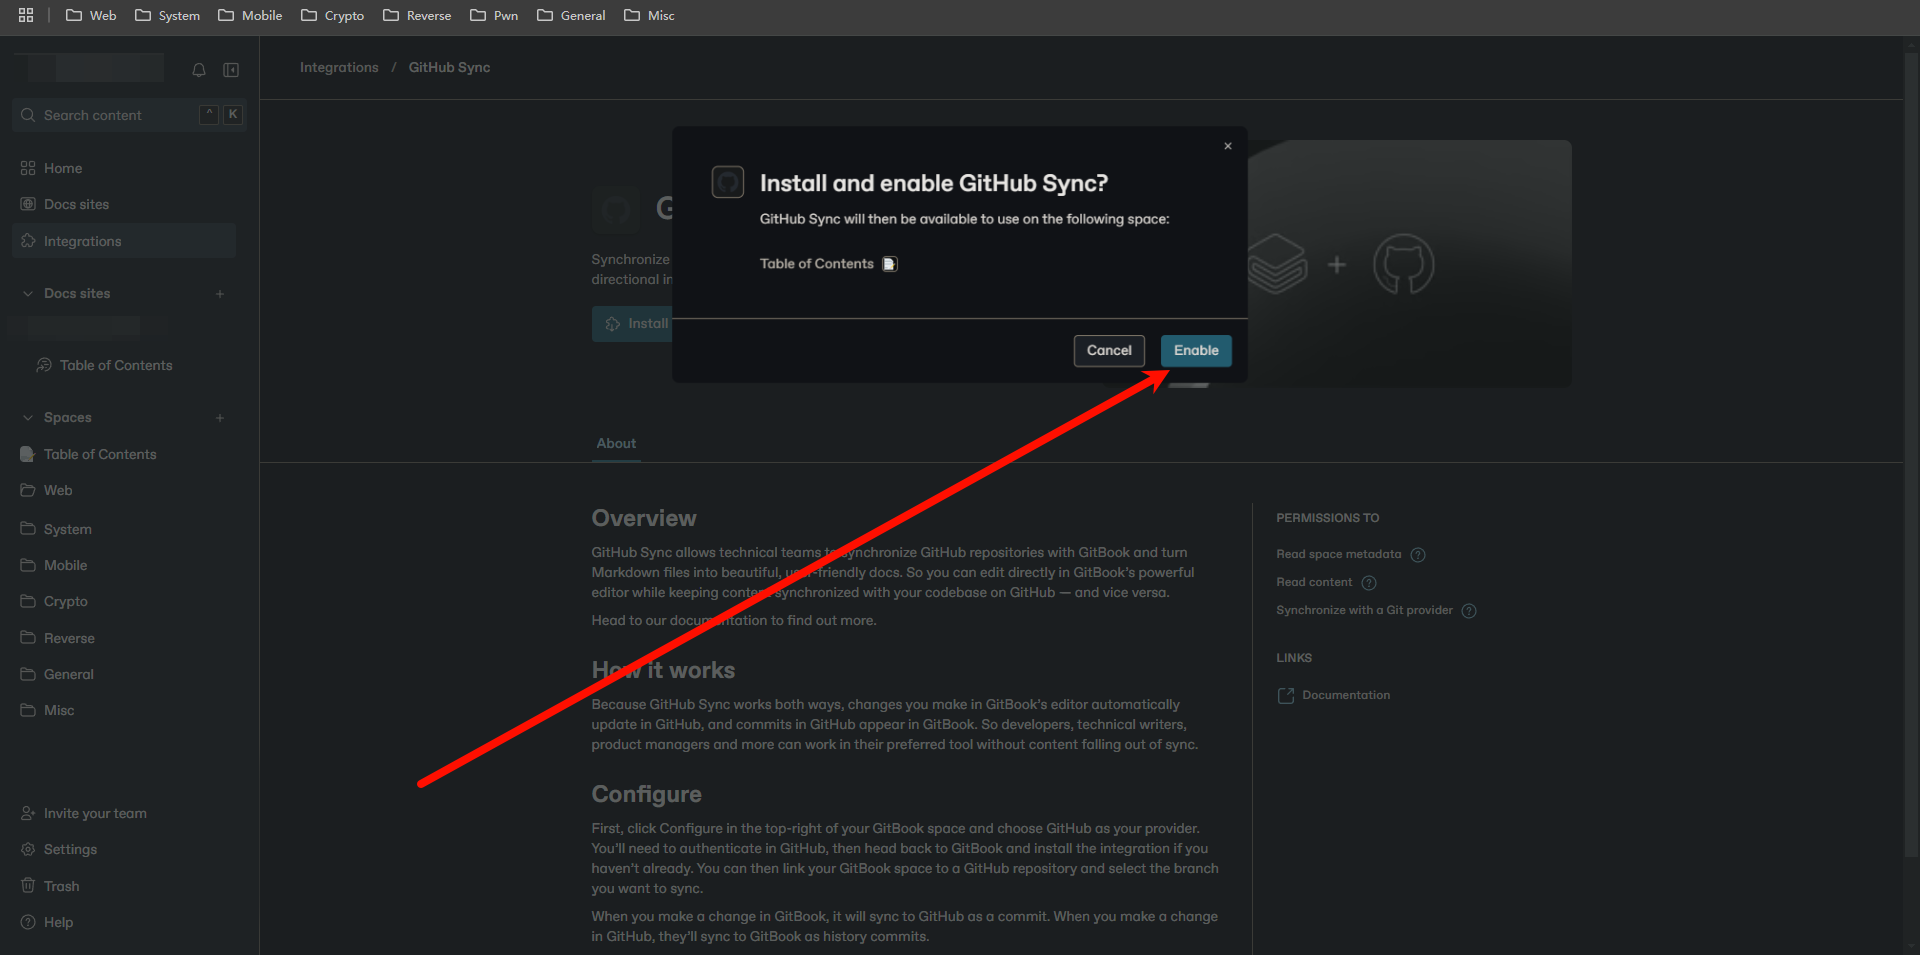 Web
System
Mobile
Crypto
Reverse
Pwn
General
Misc
Search content
^
K
Home
Docs sites
Integrations
Docs sites
Table of Contents
Spaces
Table of Contents
Web
System
Mobile
Crypto
Reverse
General
Misc
Invite your team
Settings
Trash
Help
Integrations / GitHub Sync
G
Synchronize
directional in
Install
Install and enable GitHub Sync?
GitHub Sync will then be available to use on the following space:
Table of Contents
Cancel
Enable
About
Overview
GitHub Sync allows technical teams to synchronize GitHub repositories with GitBook and turn
Markdown files into beautiful, user-friendly docs. So you can edit directly in GitBook's powerful
editor while keeping content synchronized with your codebase on GitHub — and vice versa.
Head to our documentation to find out more.
How it works
Because GitHub Sync works both ways, changes you make in GitBook's editor automatically
update in GitHub, and commits in GitHub appear in GitBook. So developers, technical writers,
product managers and more can work in their preferred tool without content falling out of sync.
Configure
First, click Configure in the top-right of your GitBook space and choose GitHub as your provider.
You'll need to authenticate in GitHub, then head back to GitBook and install the integration if you
haven't already. You can then link your GitBook space to a GitHub repository and select the branch
you want to sync.
When you make a change in GitBook, it will sync to GitHub as a commit. When you make a change
in GitHub, they'll sync to GitBook as history commits.
PERMISSIONS TO
Read space metadata
Read content
Synchronize with a Git provider
LINKS
Documentation